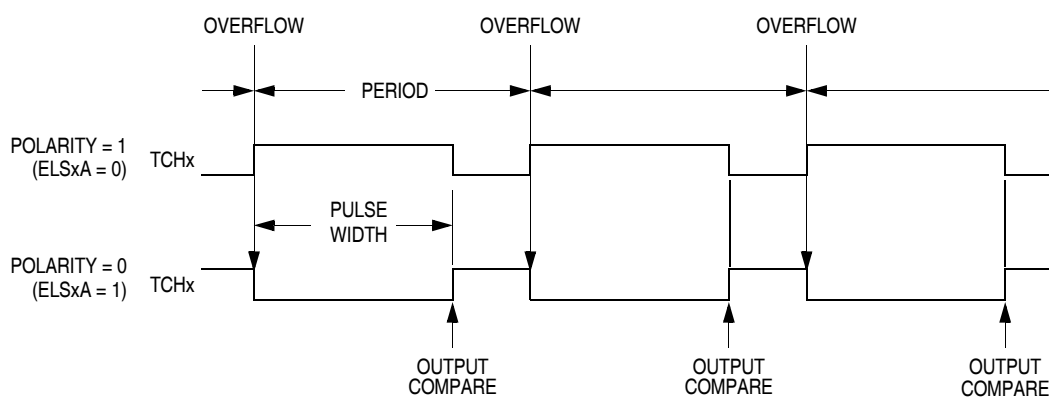 OVERFLOW
OVERFLOW
OVERFLOW
PERIOD
POLARITY = 1
(ELSxA = 0)
TCHx
PULSE
WIDTH
POLARITY = 0
(ELSxA = 1)
TCHx
OUTPUT
COMPARE
OUTPUT
COMPARE
OUTPUT
COMPARE